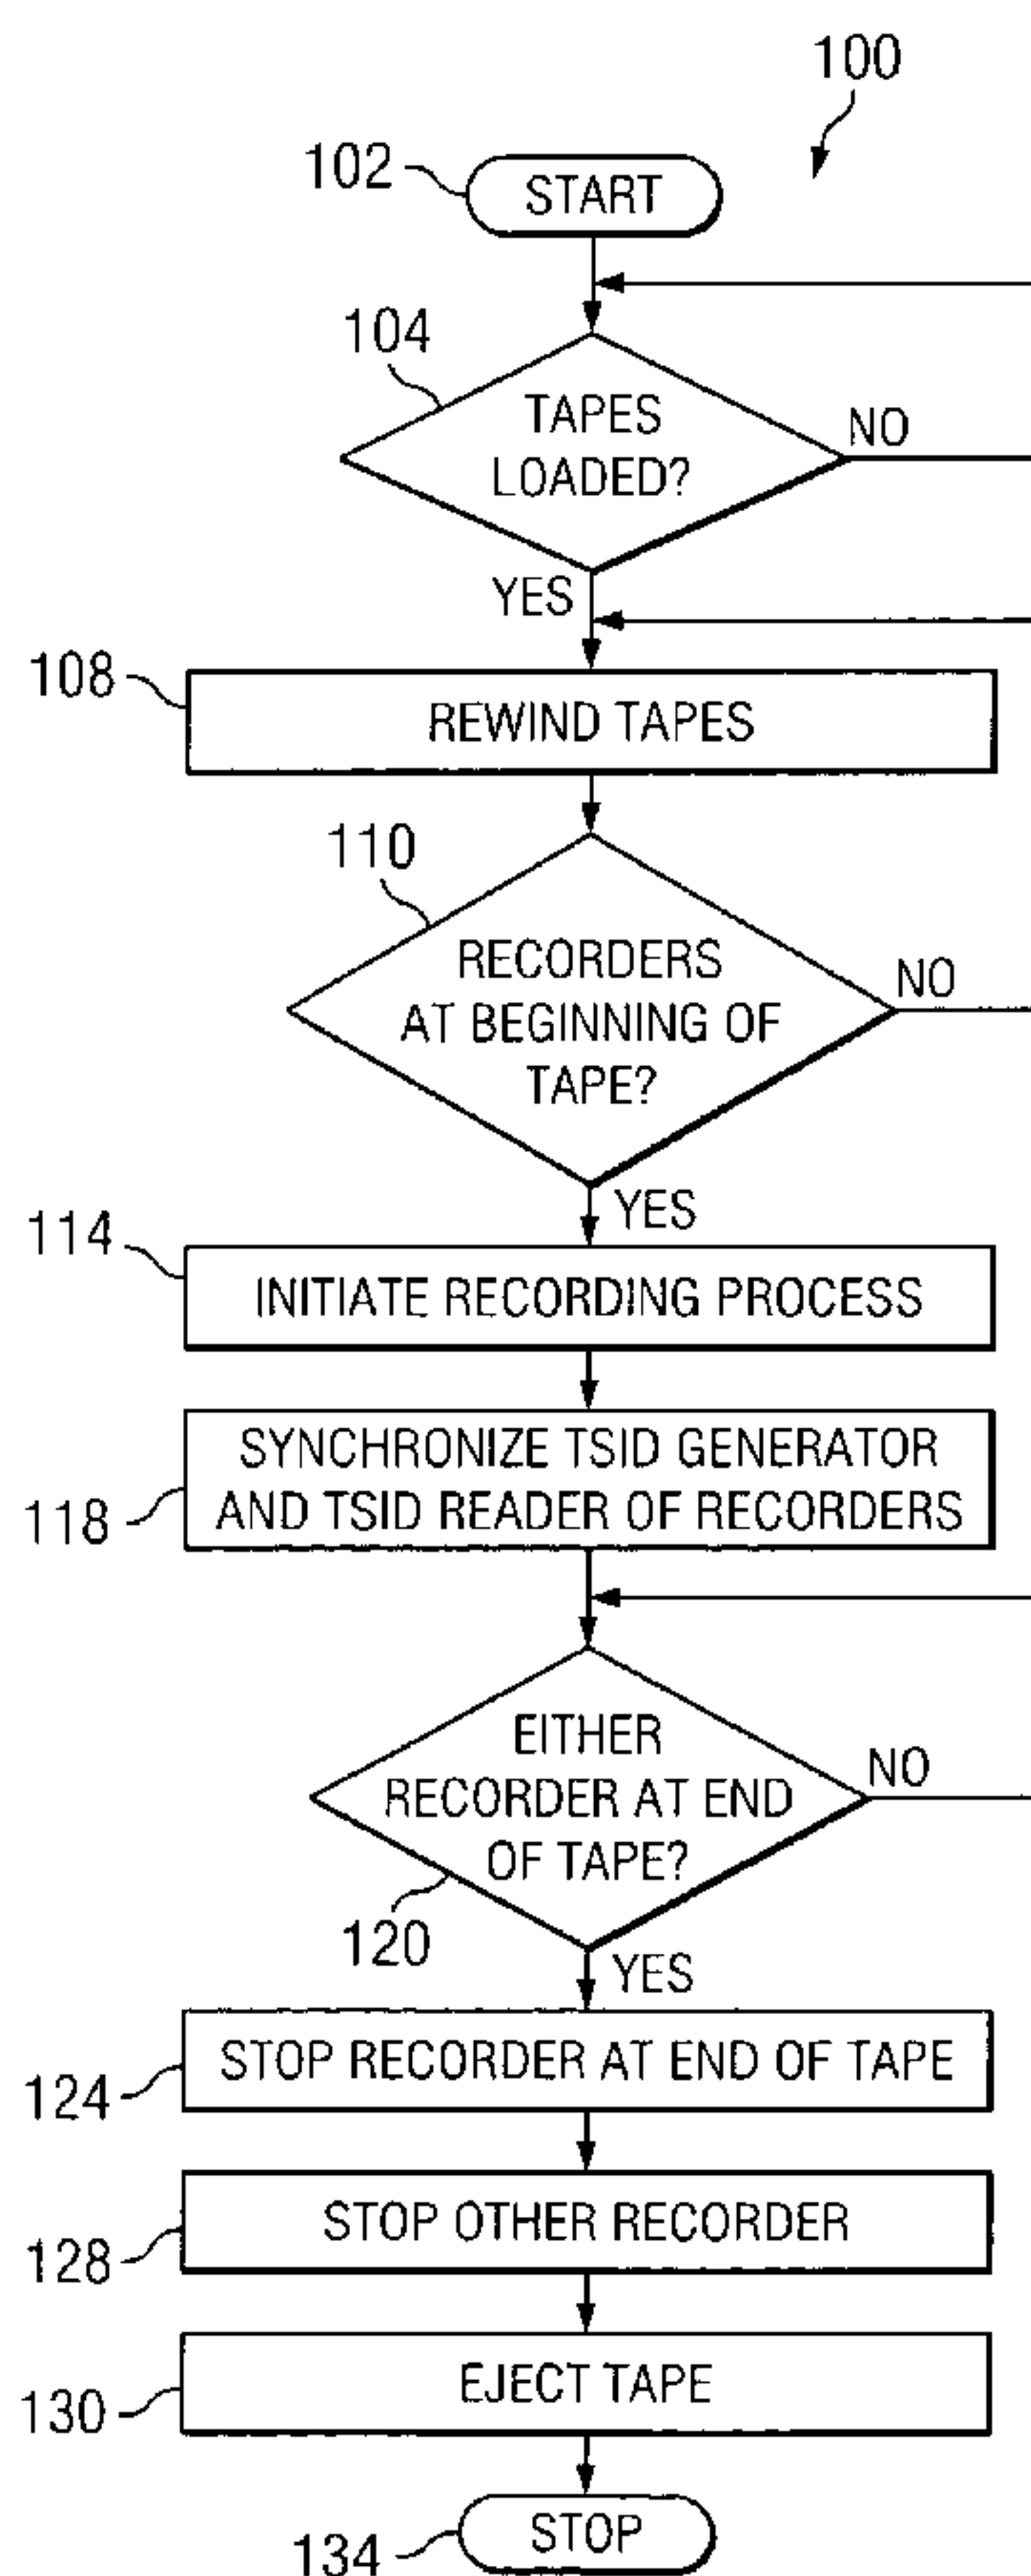 100
102
START
104
TAPES
LOADED?
NO
YES
108
REWIND TAPES
110
RECORDERS
AT BEGINNING OF
TAPE?
NO
YES
114
INITIATE RECORDING PROCESS
118
SYNCHRONIZE TSID GENERATOR
AND TSID READER OF RECORDERS
EITHER
RECORDER AT END
OF TAPE?
NO
120
YES
124
STOP RECORDER AT END OF TAPE
128
STOP OTHER RECORDER
130
EJECT TAPE
134
STOP